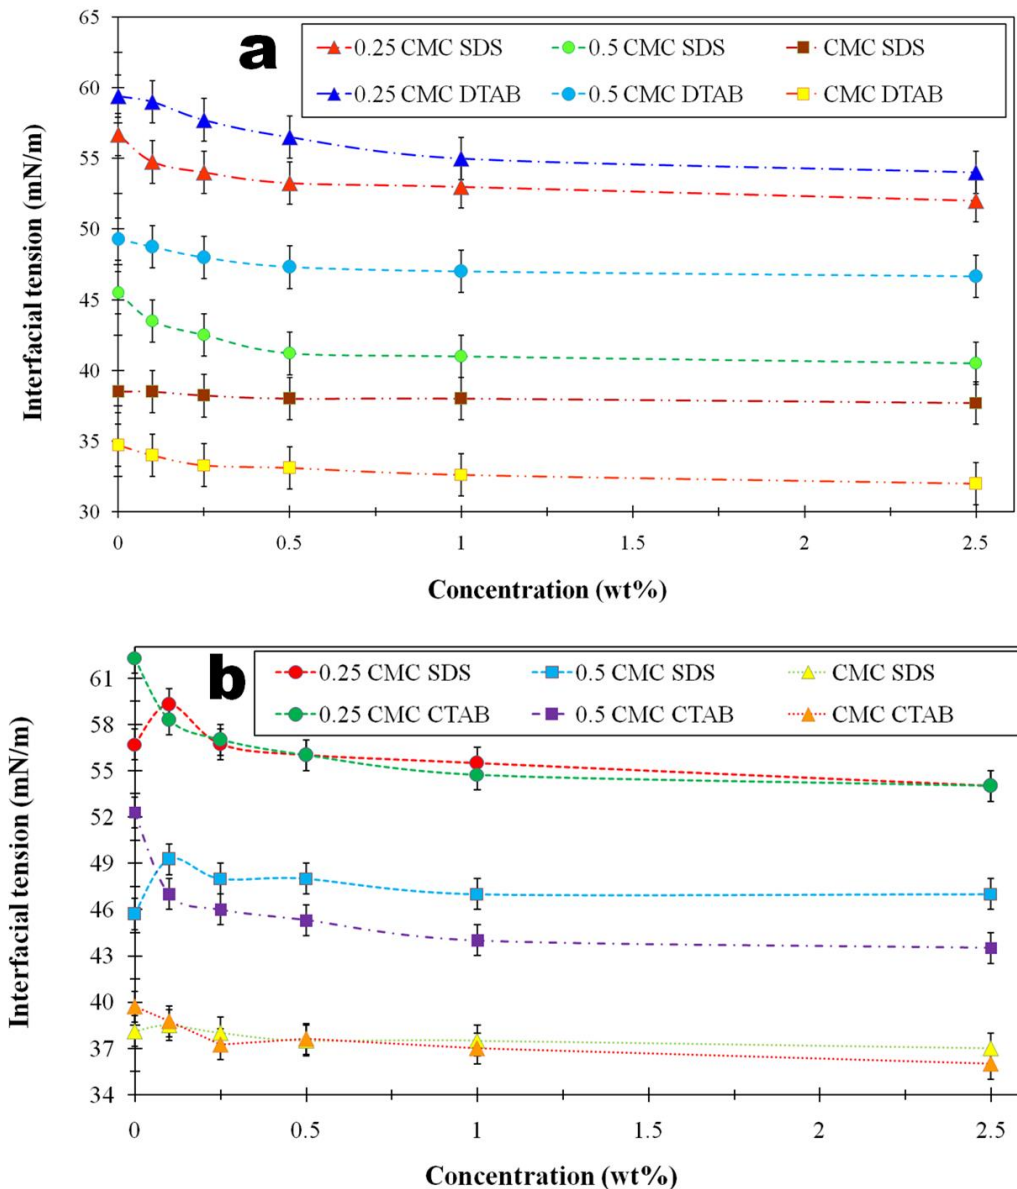 a
0.25 CMC SDS 0.5 CMC SDS CMC SDS
0.25 CMC DTAB 0.5 CMC DTAB CMC DTAB
65
60
55
50
45
40
35
30
Interfacial tension (mN/m)
0 0.5 1 1.5 2 2.5
Concentration (wt%)
b
0.25 CMC SDS 0.5 CMC SDS CMC SDS
0.25 CMC CTAB 0.5 CMC CTAB CMC CTAB
61
58
55
52
49
46
43
40
37
34
Interfacial tension (mN/m)
0 0.5 1 1.5 2 2.5
Concentration (wt%)